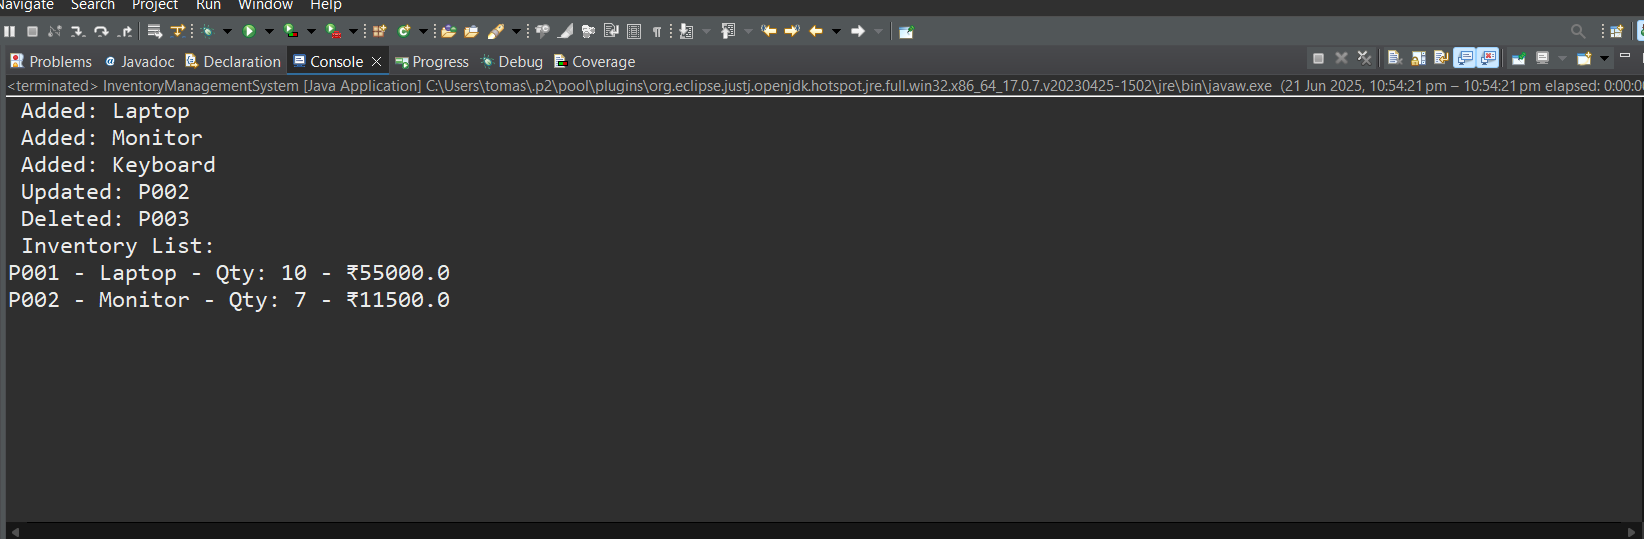 Navigate Search Project Run Window Help
Problems @ Javadoc Declaration Console Progress Debug Coverage
<terminated> InventoryManagementSystem [Java Application] C:\Users\tomas\.p2\pool\plugins\org.eclipse.justj.openjdk.hotspot.jre.full.win32.x86_64_17.0.7.v20230425-1502\jre\bin\javaw.exe (21 Jun 2025, 10:54:21 pm – 10:54:21 pm elapsed: 0:00:00
Added: Laptop
Added: Monitor
Added: Keyboard
Updated: P002
Deleted: P003
Inventory List:
P001 - Laptop - Qty: 10 - ₹55000.0
P002 - Monitor - Qty: 7 - ₹11500.0